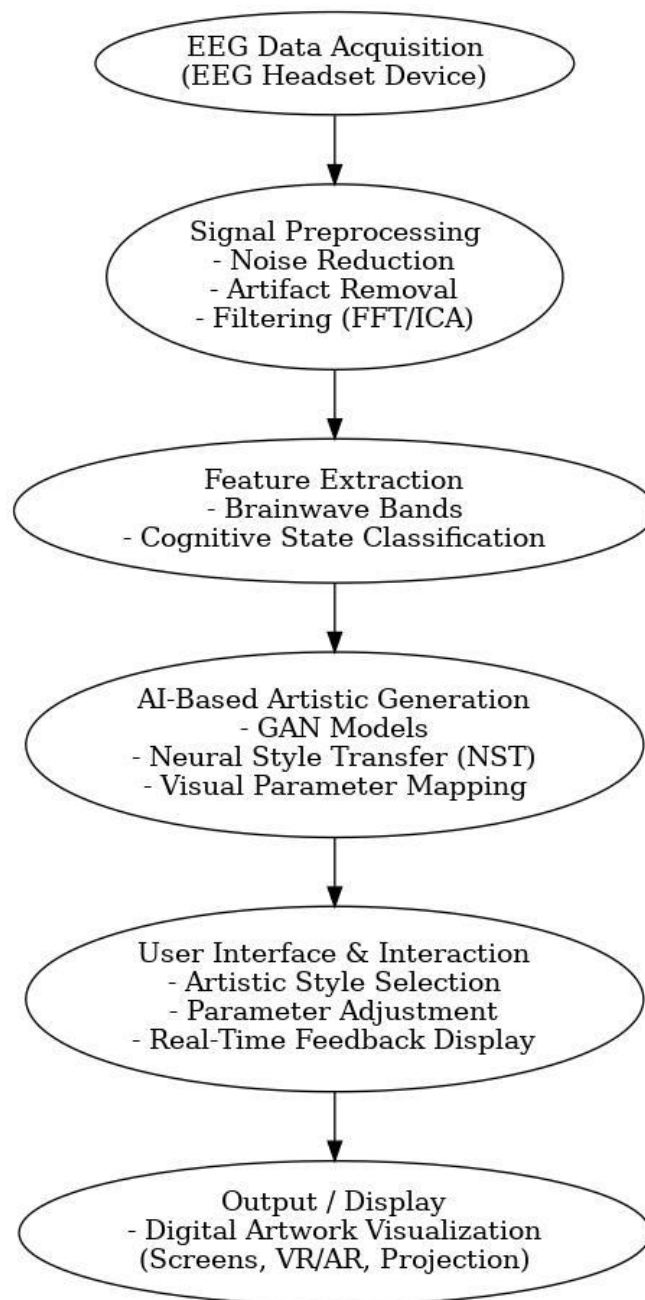 EEG Data Acquisition
(EEG Headset Device)
Signal Preprocessing
- Noise Reduction
- Artifact Removal
- Filtering (FFT/ICA)
Feature Extraction
- Brainwave Bands
- Cognitive State Classification
AI-Based Artistic Generation
- GAN Models
- Neural Style Transfer (NST)
- Visual Parameter Mapping
User Interface & Interaction
- Artistic Style Selection
- Parameter Adjustment
- Real-Time Feedback Display
Output / Display
- Digital Artwork Visualization
(Screens, VR/AR, Projection)